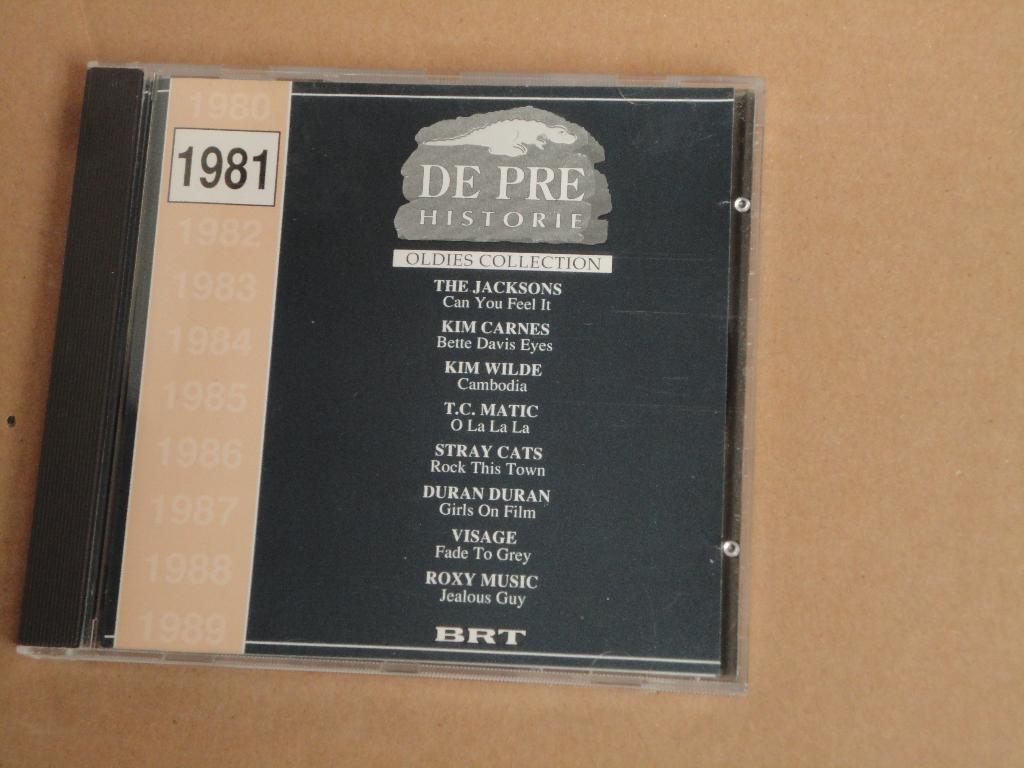 1980
1981
1982
1983
1984
1985
1986
1987
1988
1989
DE PRE
HISTORIE
OLDIES COLLECTION
THE JACKSONS
Can You Feel It
KIM CARNES
Bette Davis Eyes
KIM WILDE
Cambodia
T.C. MATIC
O La La La
STRAY CATS
Rock This Town
DURAN DURAN
Girls On Film
VISAGE
Fade To Grey
ROXY MUSIC
Jealous Guy
BRT